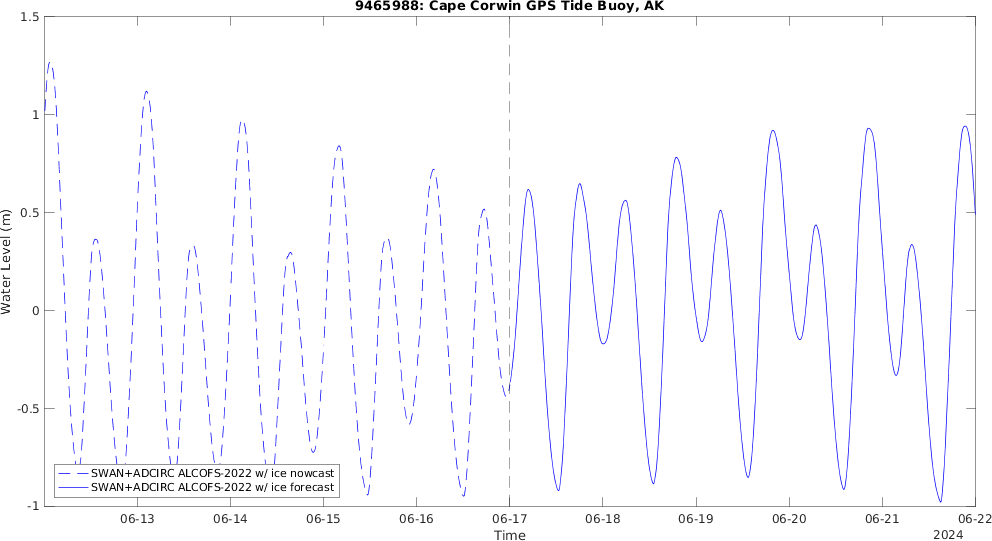 9465988: Cape Corwin GPS Tide Buoy, AK
1.5
1
0.5
0
-0.5
-1
Water Level (m)
SWAN+ADCIRC ALCOFS-2022 w/ ice nowcast
SWAN+ADCIRC ALCOFS-2022 w/ ice forecast
06-13 06-14 06-15 06-16 06-17 06-18 06-19 06-20 06-21 06-22
Time
2024